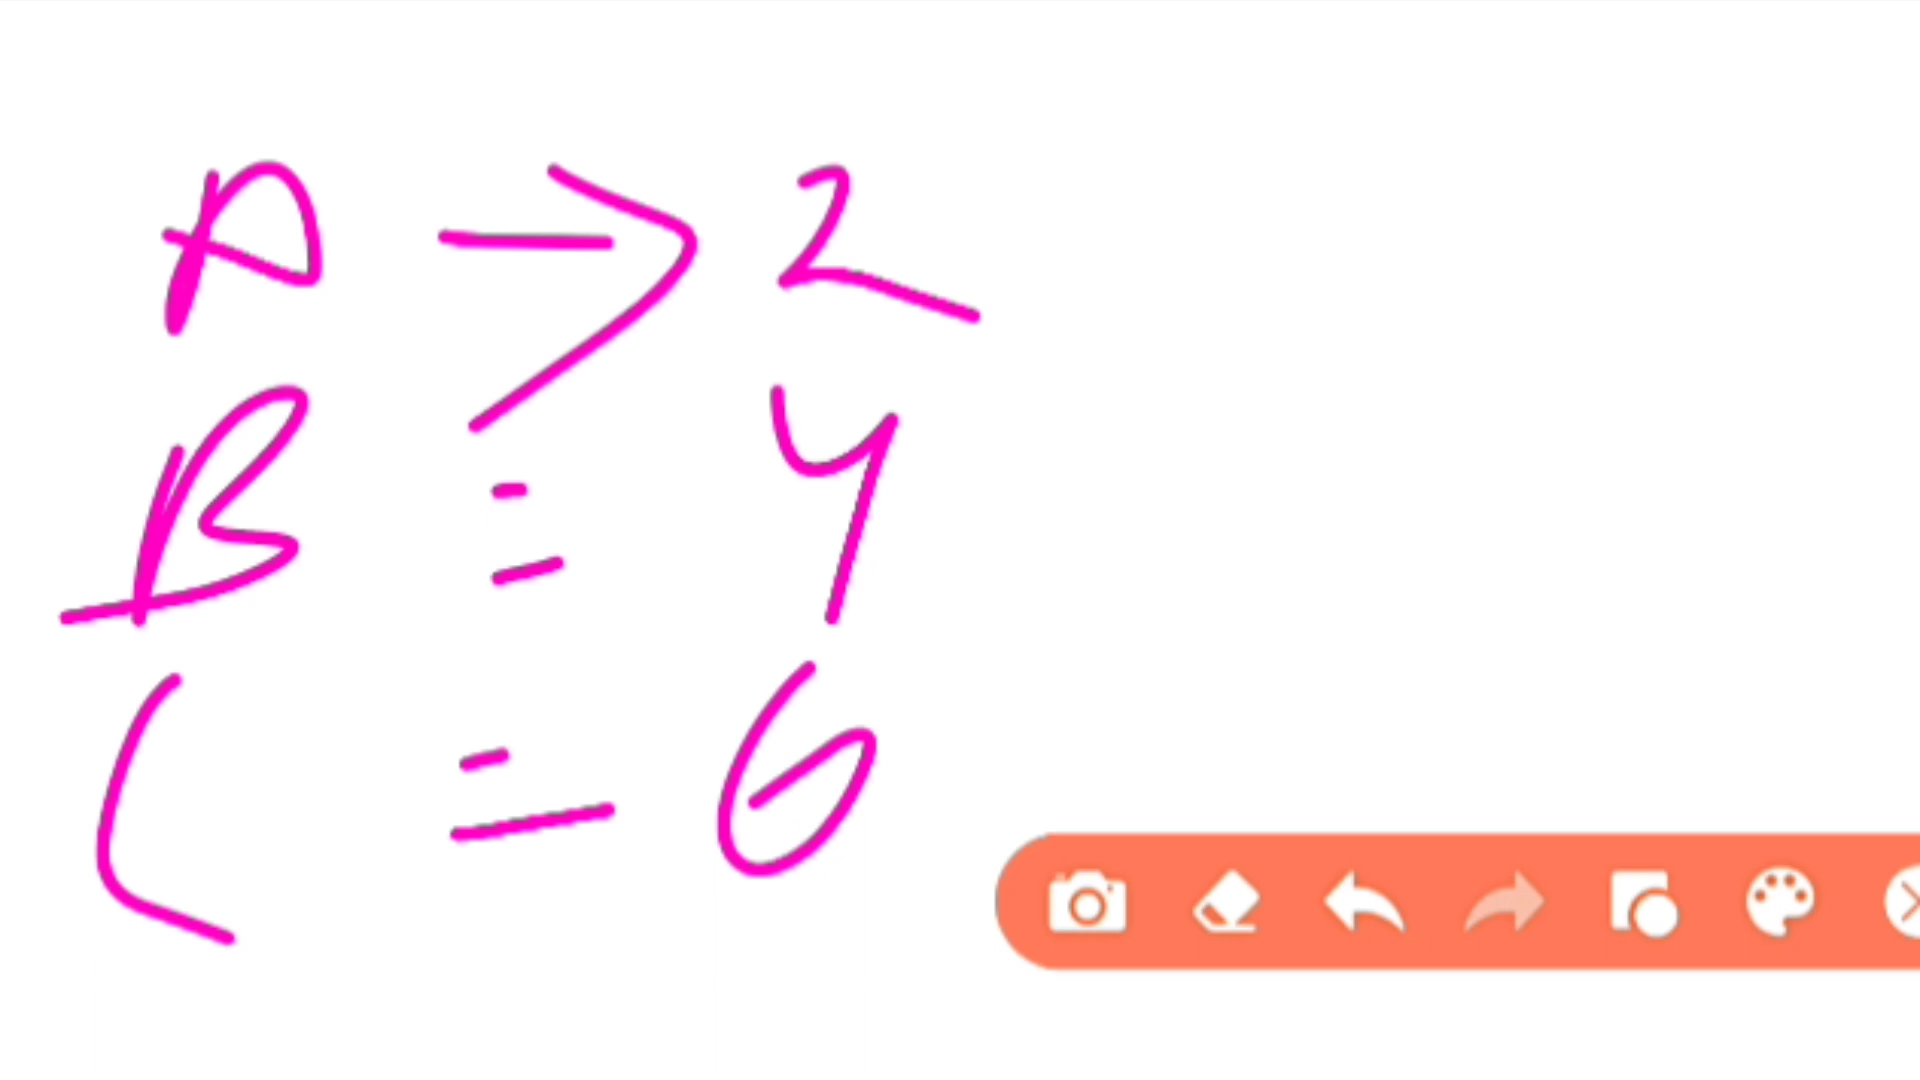 A → 2
B = 4
C = 6